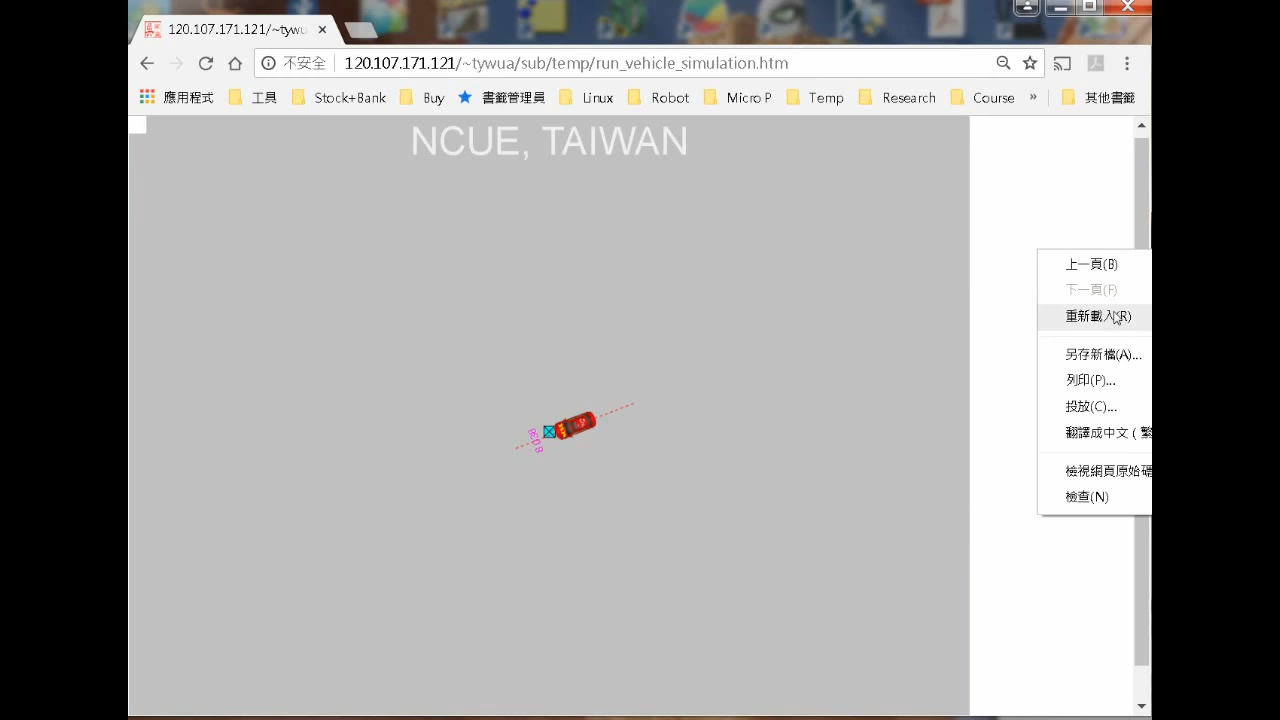 120.107.171.121/~tyw
不安全 120.107.171.121/~tywua/sub/temp/run_vehicle_simulation.htm
應用程式 工具 Stock+Bank Buy 書籤管理員 Linux Robot Micro P Temp Research Course » 其他書籤
NCUE, TAIWAN
上一頁(B)
下一頁(F)
重新載入(R)
另存新檔(A)...
列印(P)...
投放(C)...
翻譯成中文 ( 繁
檢視網頁原始碼
檢查(N)